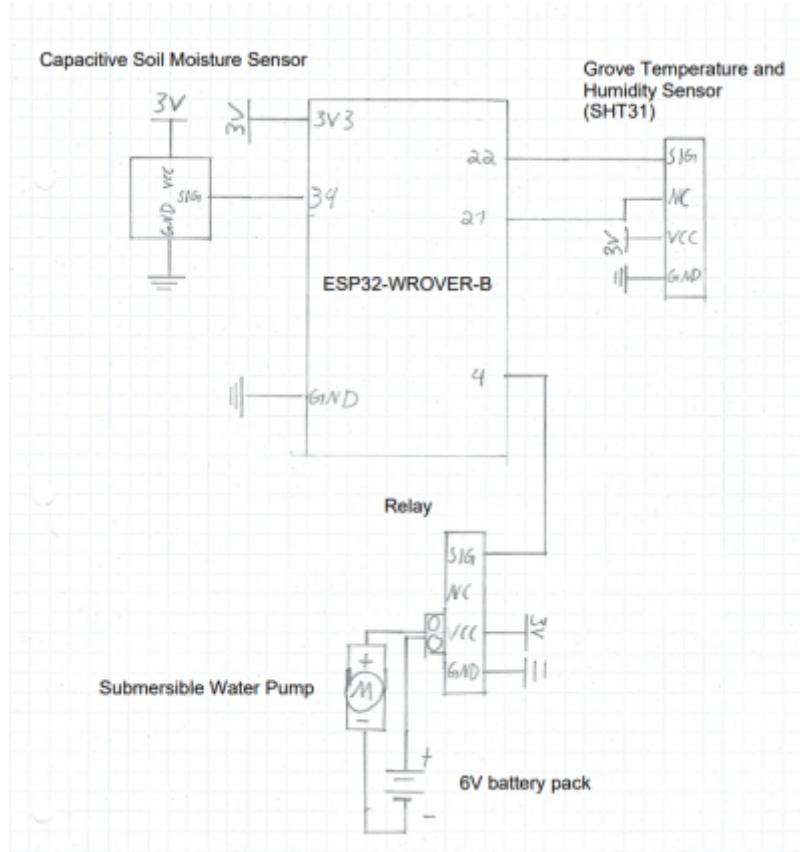 Capacitive Soil Moisture Sensor
Grove Temperature and
Humidity Sensor
(SHT31)
3V
3V
3V3
VCC
SIG
GND
34
22
21
SIG
NC
3V
VCC
GND
ESP32-WROVER-B
4
GND
Relay
SIG
NC
VCC
3V
GND
+
M
-
Submersible Water Pump
+
6V battery pack
-